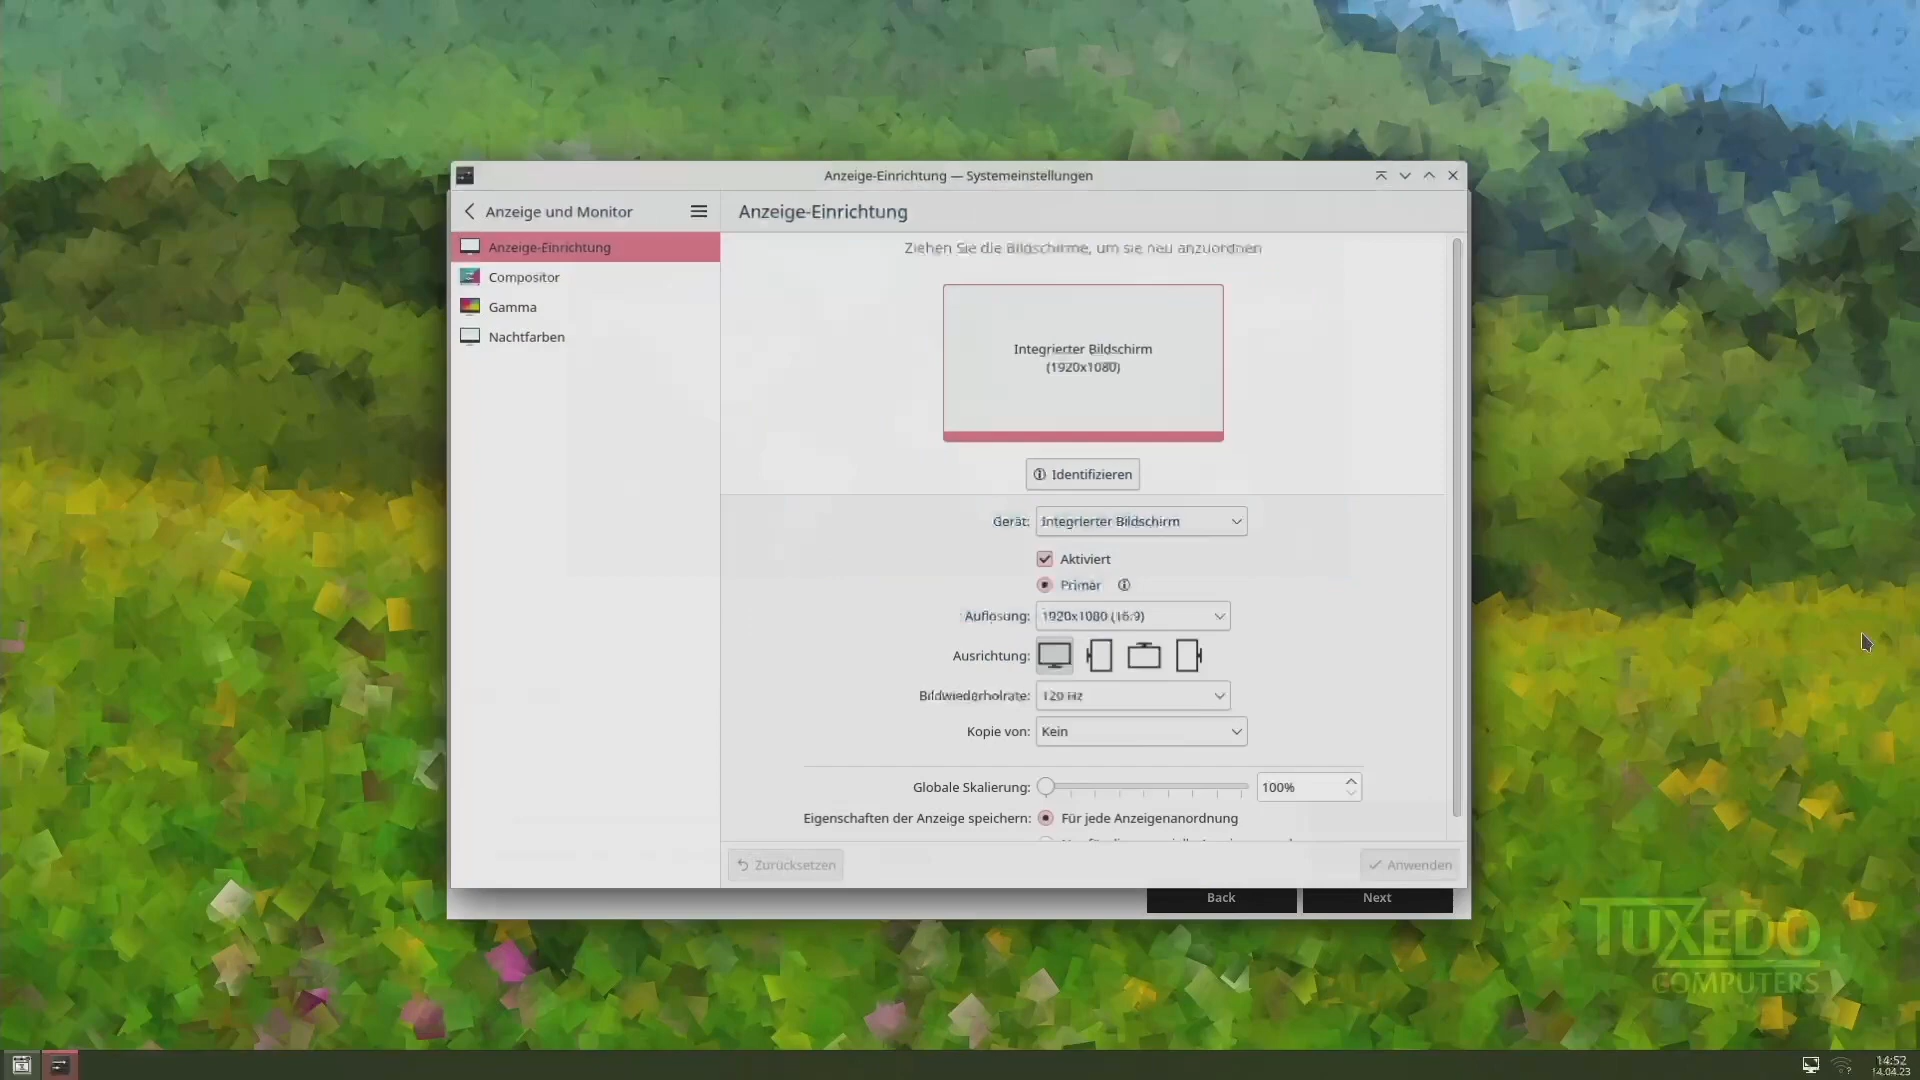 Anzeige-Einrichtung — Systemeinstellungen
Anzeige und Monitor
Anzeige-Einrichtung
Anzeige-Einrichtung
Compositor
Gamma
Nachtfarben
Ziehen Sie die Bildschirme, um sie neu anzuordnen
Integrierter Bildschirm
(1920x1080)
Identifizieren
Gerät: Integrierter Bildschirm
Aktiviert
Primär
Auflösung: 1920x1080 (16:9)
Ausrichtung:
Bildwiederholrate: 120 Hz
Kopie von: Kein
Globale Skalierung: 100%
Eigenschaften der Anzeige speichern: Für jede Anzeigenanordnung
Zurücksetzen
Anwenden
Back
Next
TUXEDO
COMPUTERS
14:52
14.04.23